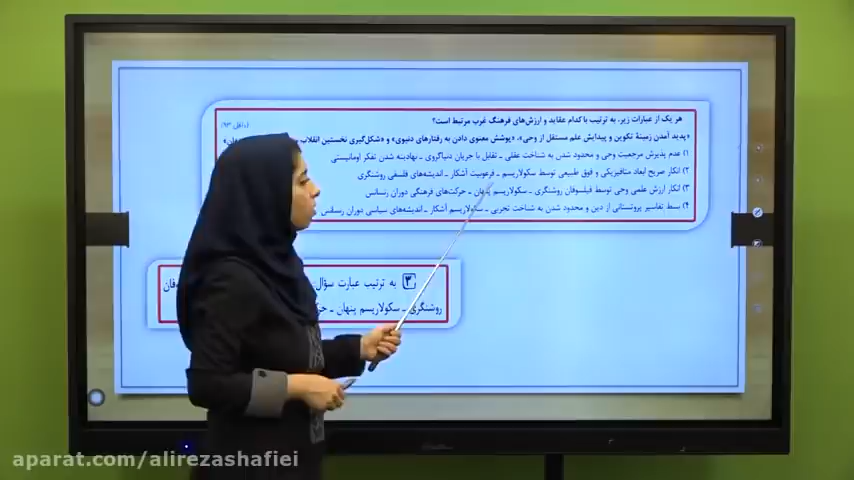 هر یک از عبارات زیر، به ترتیب با کدام عقاید و ارزش‌های فرهنگ غرب مرتبط است؟
«پدید آمدن زمینهٔ تکوین و پیدایش علم مستقل از وحی»، «پوشش معنوی دادن به رفتارهای دنیوی» و «شکل‌گیری نخستین انقلاب
۱) عدم پذیرش مرجعیت وحی و محدود شدن به شناخت عقلی ـ تقابل با جریان دنیاگروی ـ نهادینه شدن تفکر اومانیستی
۲) انکار صریح ابعاد متافیزیکی و فوق طبیعی توسط سکولاریسم ـ فرعونیت آشکار ـ اندیشه‌های فلسفی روشنگری
۳) انکار ارزش علمی وحی توسط فیلسوفان روشنگری ـ سکولاریسم پنهان ـ حرکت‌های فرهنگی دوران رنسانس
۴) بسط تفاسیر پروتستانی از دین و محدود شدن به شناخت تجربی ـ سکولاریسم آشکار ـ اندیشه‌های سیاسی دوران رنسانس
۳ به ترتیب عبارت سؤال
روشنگری ـ سکولاریسم پنهان ـ
aparat.com/alirezashafiei